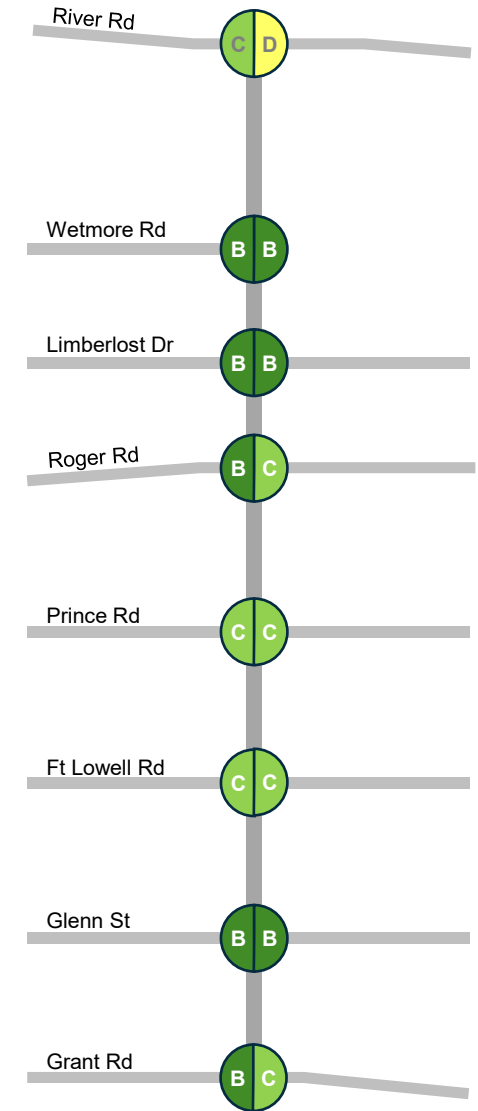 River Rd
C D
Wetmore Rd
B B
Limberlost Dr
B B
Roger Rd
B C
Prince Rd
C C
Ft Lowell Rd
C C
Glenn St
B B
Grant Rd
B C